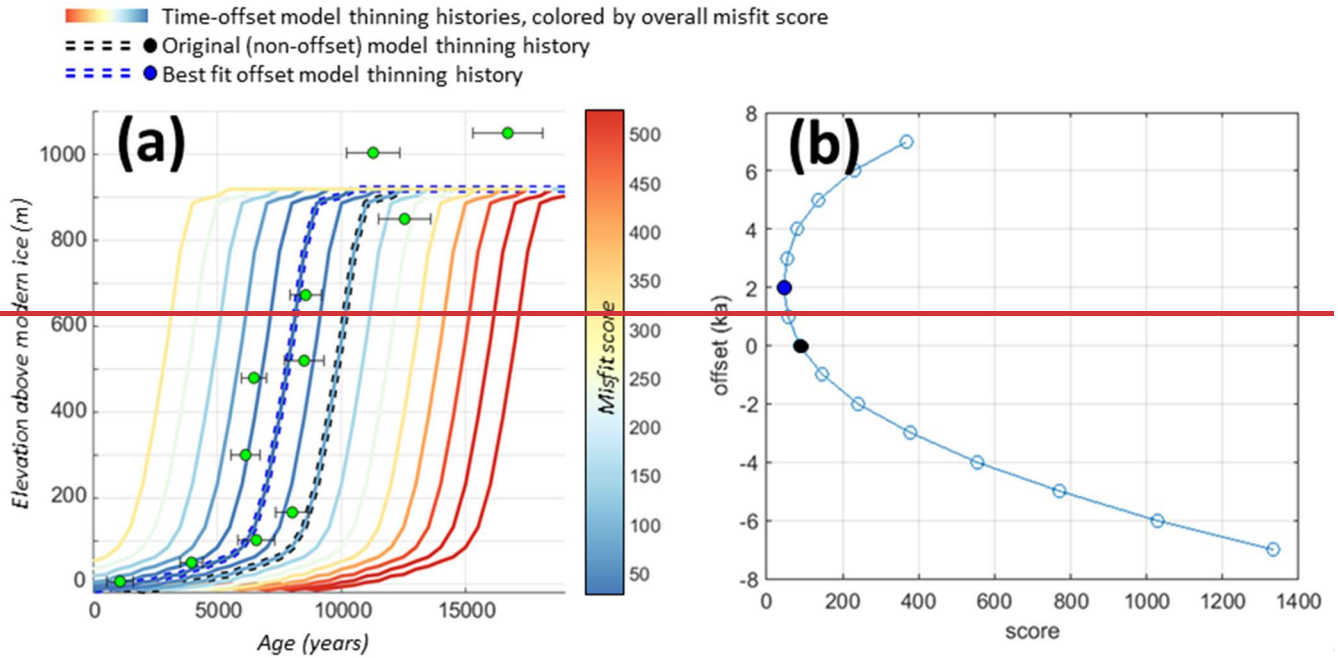 Time-offset model thinning histories, colored by overall misfit score
Original (non-offset) model thinning history
Best fit offset model thinning history
(a)
Elevation above modern ice (m)
1000
800
600
400
200
0
0 5000 10000 15000
Age (years)
500
450
400
350
300
250
200
150
100
50
Misfit score
(b)
offset (ka)
8
6
4
2
0
-2
-4
-6
-8
0 200 400 600 800 1000 1200 1400
score